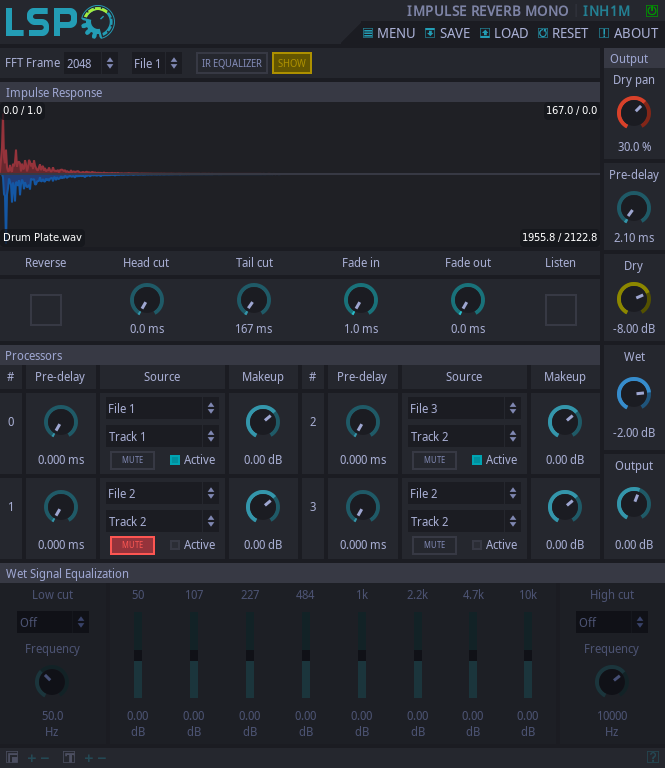 LSP
IMPULSE REVERB MONO INH1M
MENU SAVE LOAD RESET ABOUT
FFT Frame 2048 File 1 IR EQUALIZER SHOW
Output
Dry pan
30.0 %
Pre-delay
2.10 ms
Dry
-8.00 dB
Wet
-2.00 dB
Output
0.00 dB
Impulse Response
0.0 / 1.0 167.0 / 0.0
Drum Plate.wav 1955.8 / 2122.8
Reverse Head cut Tail cut Fade in Fade out Listen
0.0 ms 167 ms 1.0 ms 0.0 ms
Processors
# Pre-delay Source Makeup # Pre-delay Source Makeup
0 File 1 2 File 3
Track 1 Track 2
0.000 ms MUTE Active 0.00 dB 0.000 ms MUTE Active 0.00 dB
1 File 2 3 File 2
Track 2 Track 2
0.000 ms MUTE Active 0.00 dB 0.000 ms MUTE Active 0.00 dB
Wet Signal Equalization
Low cut 50 107 227 484 1k 2.2k 4.7k 10k High cut
Off Off
Frequency Frequency
50.0 0.00 0.00 0.00 0.00 0.00 0.00 0.00 0.00 10000
Hz dB dB dB dB dB dB dB dB Hz
T + − + − ?